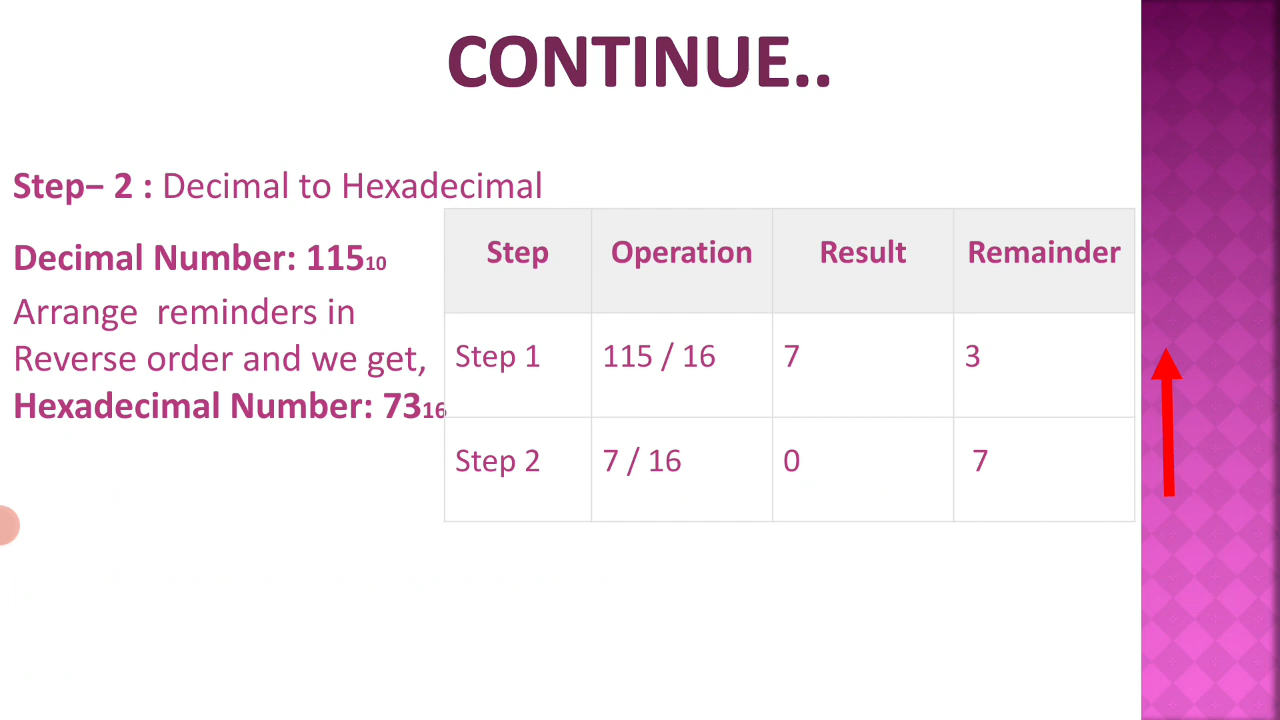 CONTINUE..
Step– 2 : Decimal to Hexadecimal
Decimal Number: 115₁₀
Arrange reminders in
Reverse order and we get,
Hexadecimal Number: 73₁₆
Step Operation Result Remainder
Step 1 115 / 16 7 3
Step 2 7 / 16 0 7